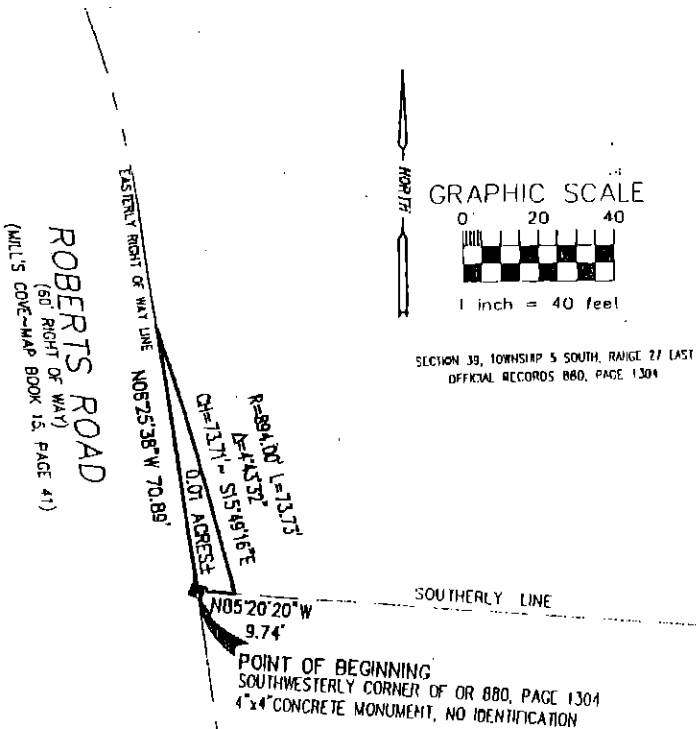 NORTH
GRAPHIC SCALE
0 20 40
1 inch = 40 feet
SECTION 39, TOWNSHIP 5 SOUTH, RANGE 27 EAST
OFFICIAL RECORDS 880, PAGE 1304
EASTERLY RIGHT OF WAY LINE
N08°25'38"W 70.89'
ROBERTS ROAD
(60' RIGHT OF WAY)
(MILL'S COVE~MAP BOOK 15, PAGE 41)
R=894.00' L=73.73'
Δ=4°43'32"
CH=73.71' ~ S15°49'16"E
0.01 ACRES±
SOUTHERLY LINE
N85°20'20"W
9.74'
POINT OF BEGINNING
SOUTHWESTERLY CORNER OF OR 880, PAGE 1304
4"x4" CONCRETE MONUMENT, NO IDENTIFICATION